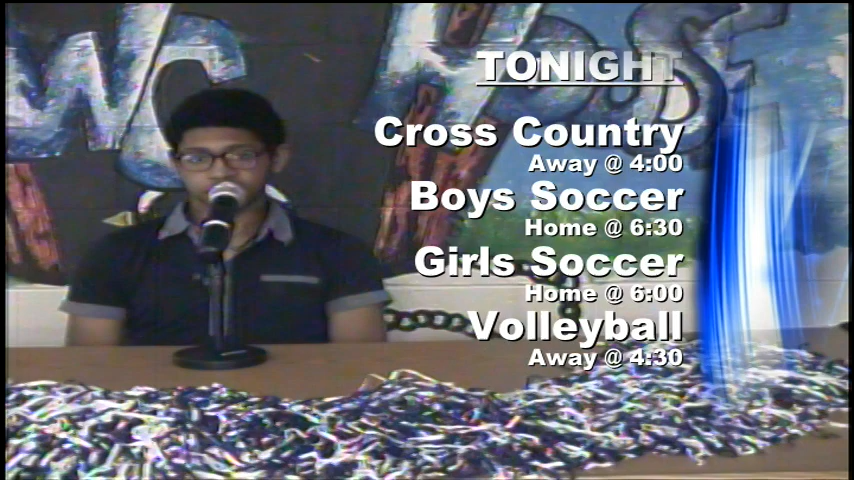 TONIGHT
Cross Country
Away @ 4:00
Boys Soccer
Home @ 6:30
Girls Soccer
Home @ 6:00
Volleyball
Away @ 4:30